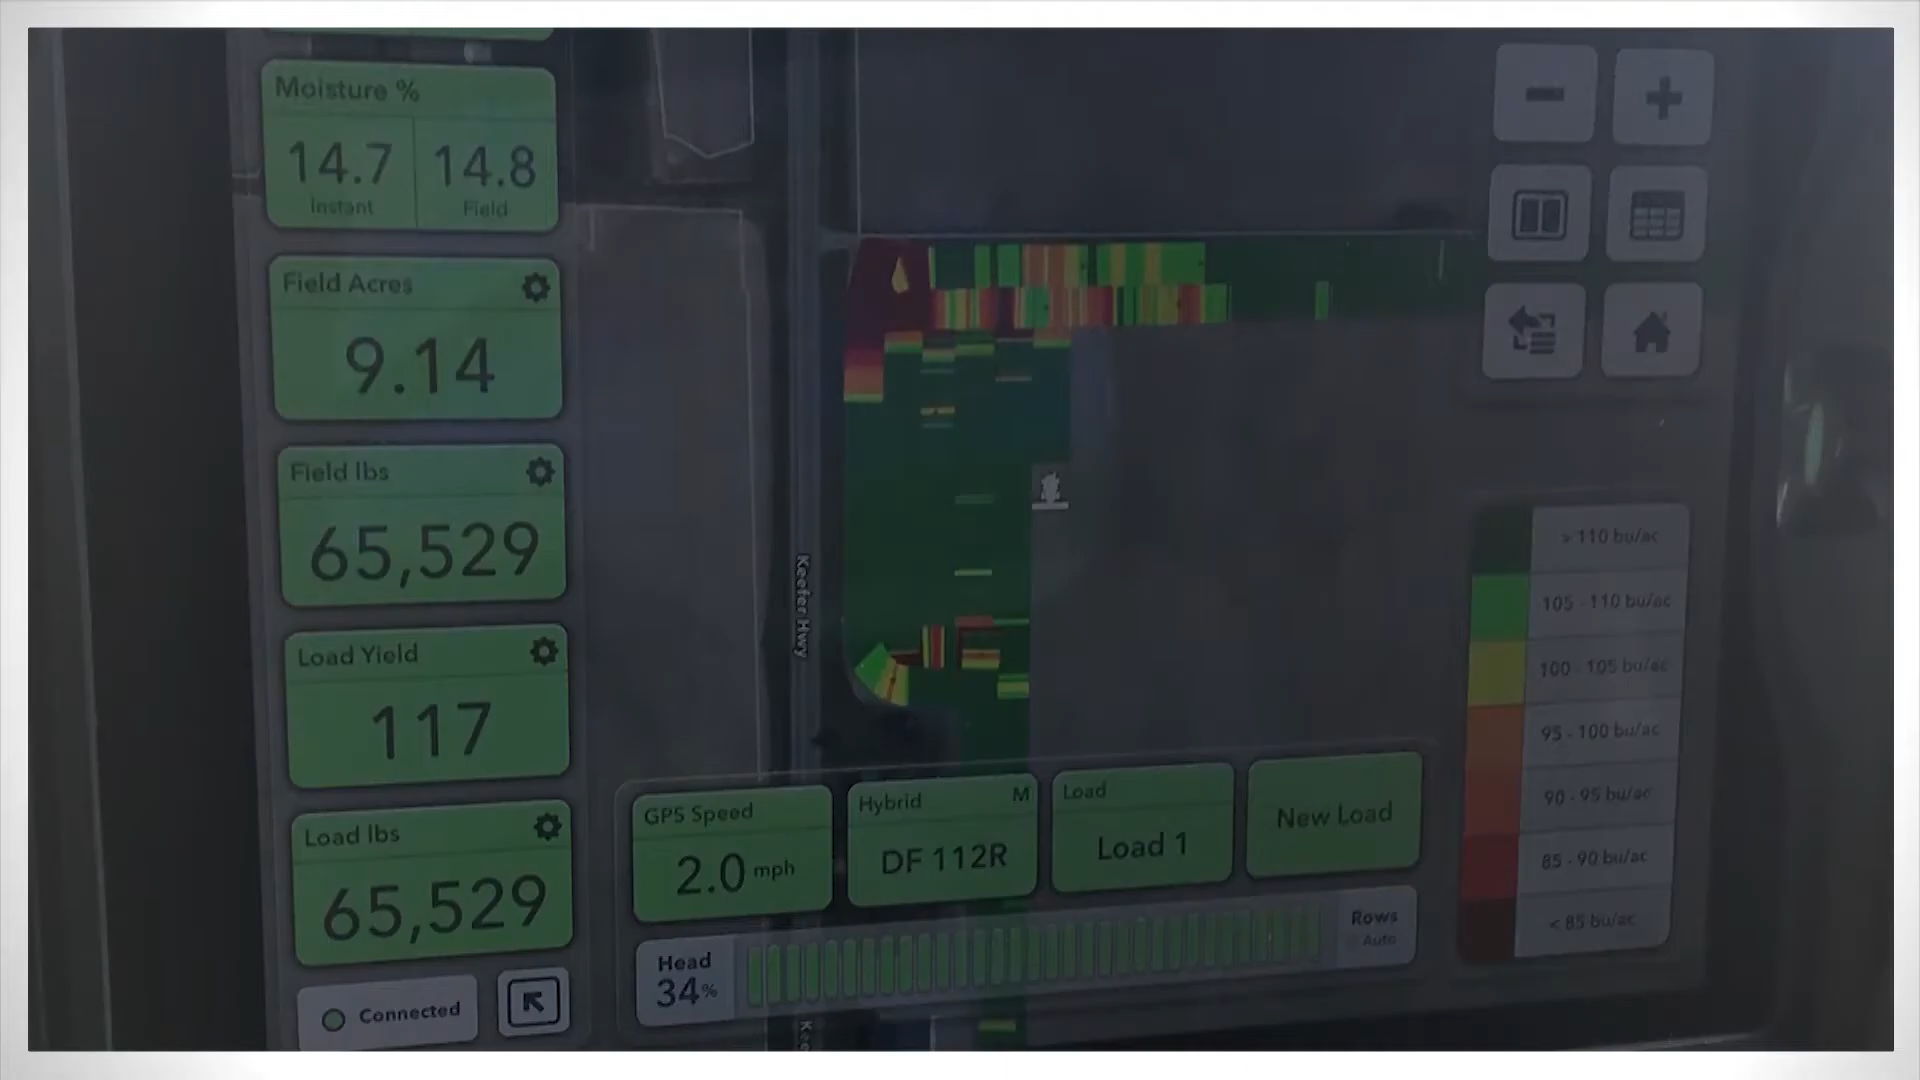 Moisture %
14.7 14.8
Instant Field
Field Acres
9.14
Field lbs
65,529
Load Yield
117
Load lbs
65,529
Connected
Keefer Hwy
GPS Speed
2.0 mph
Hybrid M
DF 112R
Load
Load 1
New Load
Head
34%
Rows
Auto
> 110 bu/ac
105 - 110 bu/ac
100 - 105 bu/ac
95 - 100 bu/ac
90 - 95 bu/ac
85 - 90 bu/ac
< 85 bu/ac